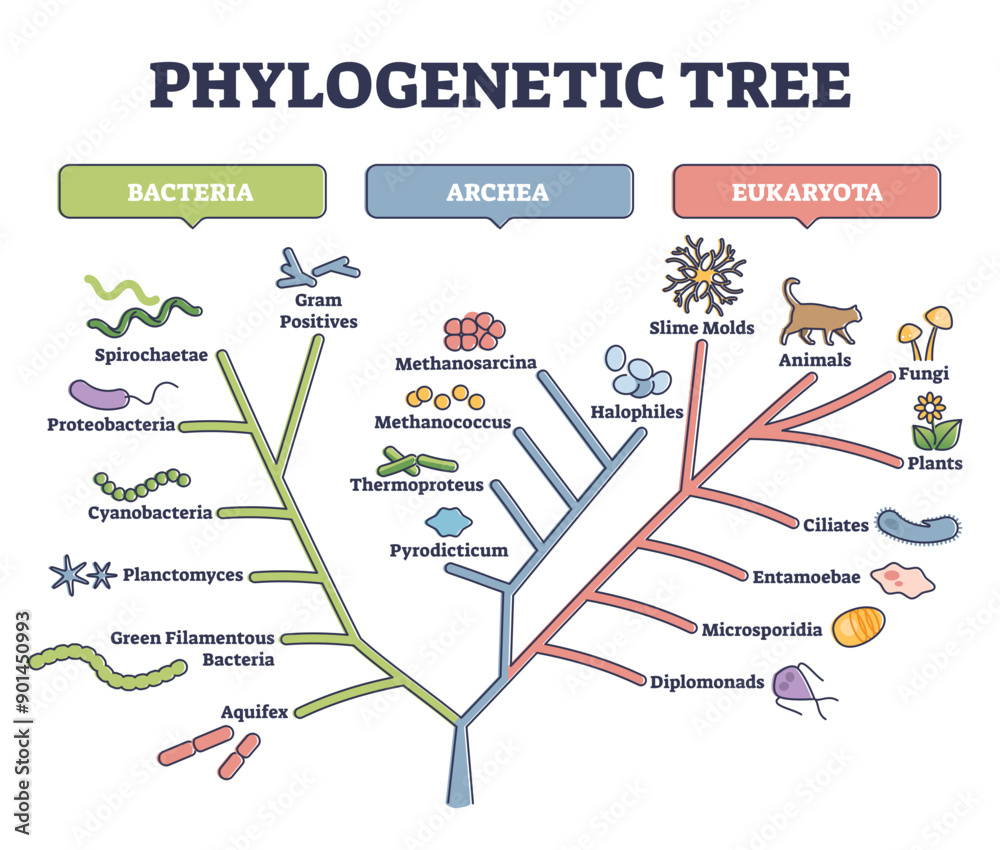 PHYLOGENETIC TREE
BACTERIA
ARCHEA
EUKARYOTA
Spirochaetae
Gram
Positives
Proteobacteria
Cyanobacteria
Planctomyces
Green Filamentous
Bacteria
Aquifex
Methanosarcina
Halophiles
Methanococcus
Thermoproteus
Pyrodicticum
Slime Molds
Animals
Fungi
Plants
Ciliates
Entamoebae
Microsporidia
Diplomonads
Adobe Stock | #901450993